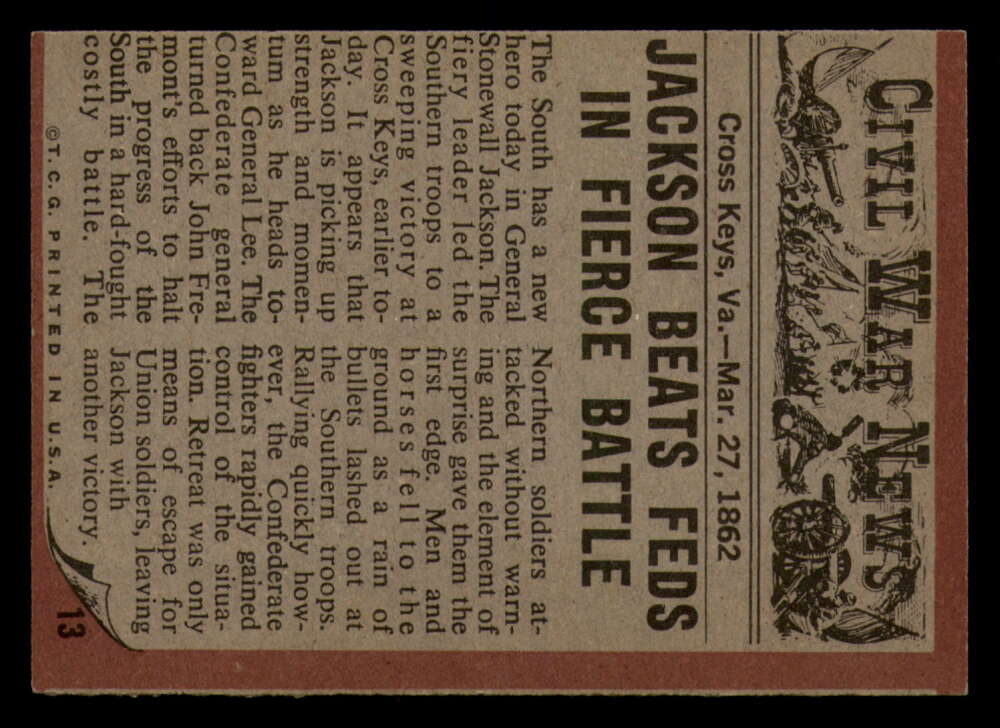 CIVIL WAR NEWS
Cross Keys, Va.—Mar. 27, 1862
JACKSON BEATS FEDS
IN FIERCE BATTLE
The South has a new
hero today in General
Stonewall Jackson. The
fiery leader led the
Southern troops to a
sweeping victory at
Cross Keys, earlier to-
day. It appears that
Jackson is picking up
strength and momen-
tum as he heads to-
ward General Lee. The
Confederate general
turned back John Fre-
mont's efforts to halt
the progress of the
South in a hard-fought
costly battle. The
Northern soldiers at-
tacked without warn-
ing and the element of
surprise gave them the
first edge. Men and
horses fell to the
ground as a rain of
bullets lashed out at
the Southern troops.
Rallying quickly how-
ever, the Confederate
fighters rapidly gained
control of the situa-
tion. Retreat was only
means of escape for
Union soldiers, leaving
Jackson with
another victory.
©T. C. G. PRINTED IN U.S.A.
13